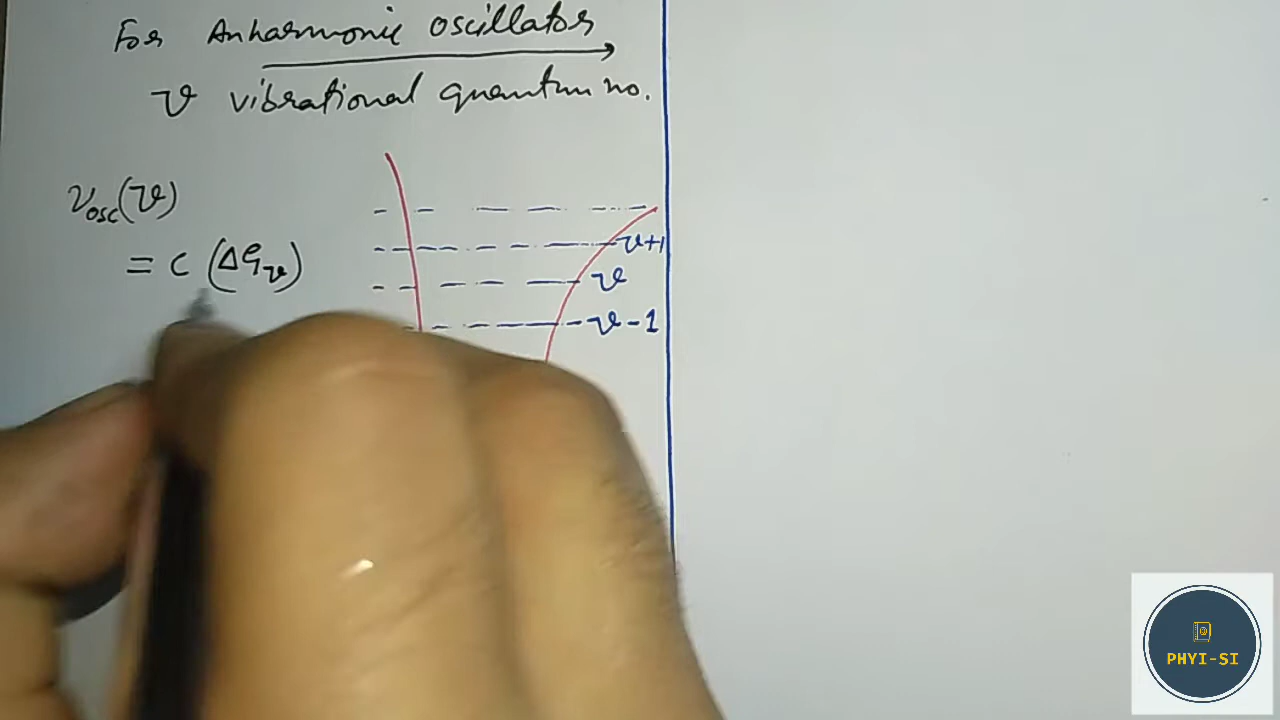 For Anharmonic oscillator
v vibrational quantum no.
ν_osc(v)
= c (ΔG_v)
v+1
v
v-1
PHYI-SI